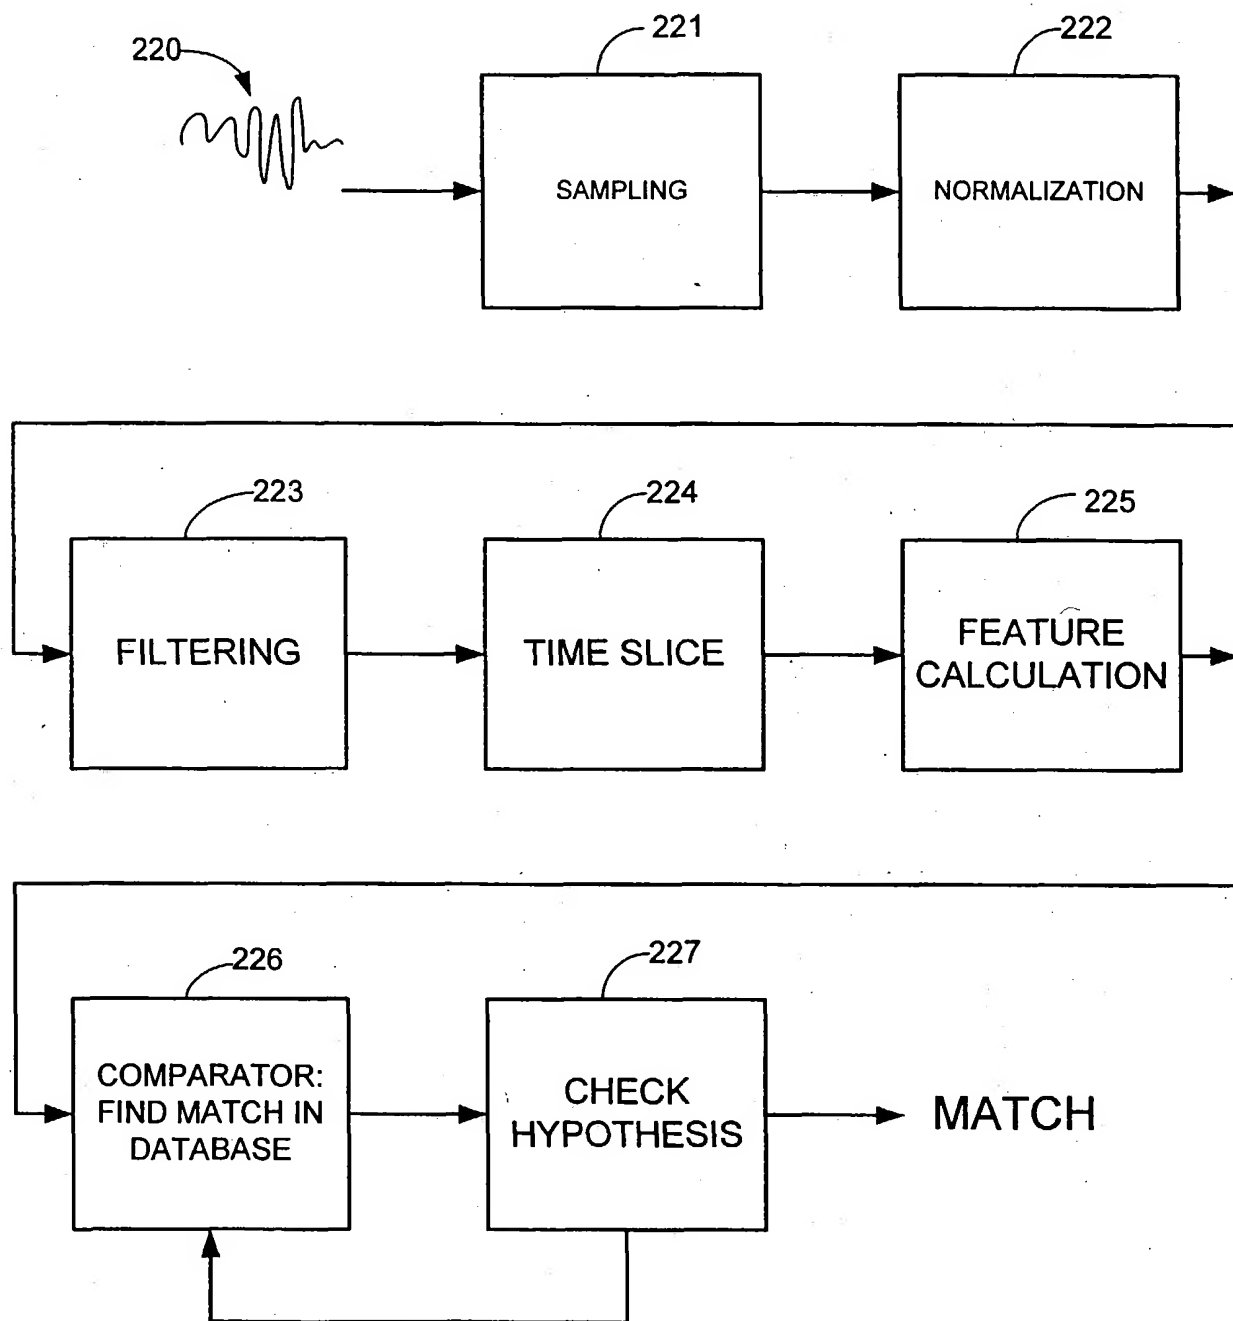 220
221
222
SAMPLING
NORMALIZATION
223
224
225
FILTERING
TIME SLICE
FEATURE
CALCULATION
226
227
COMPARATOR:
FIND MATCH IN
DATABASE
CHECK
HYPOTHESIS
MATCH